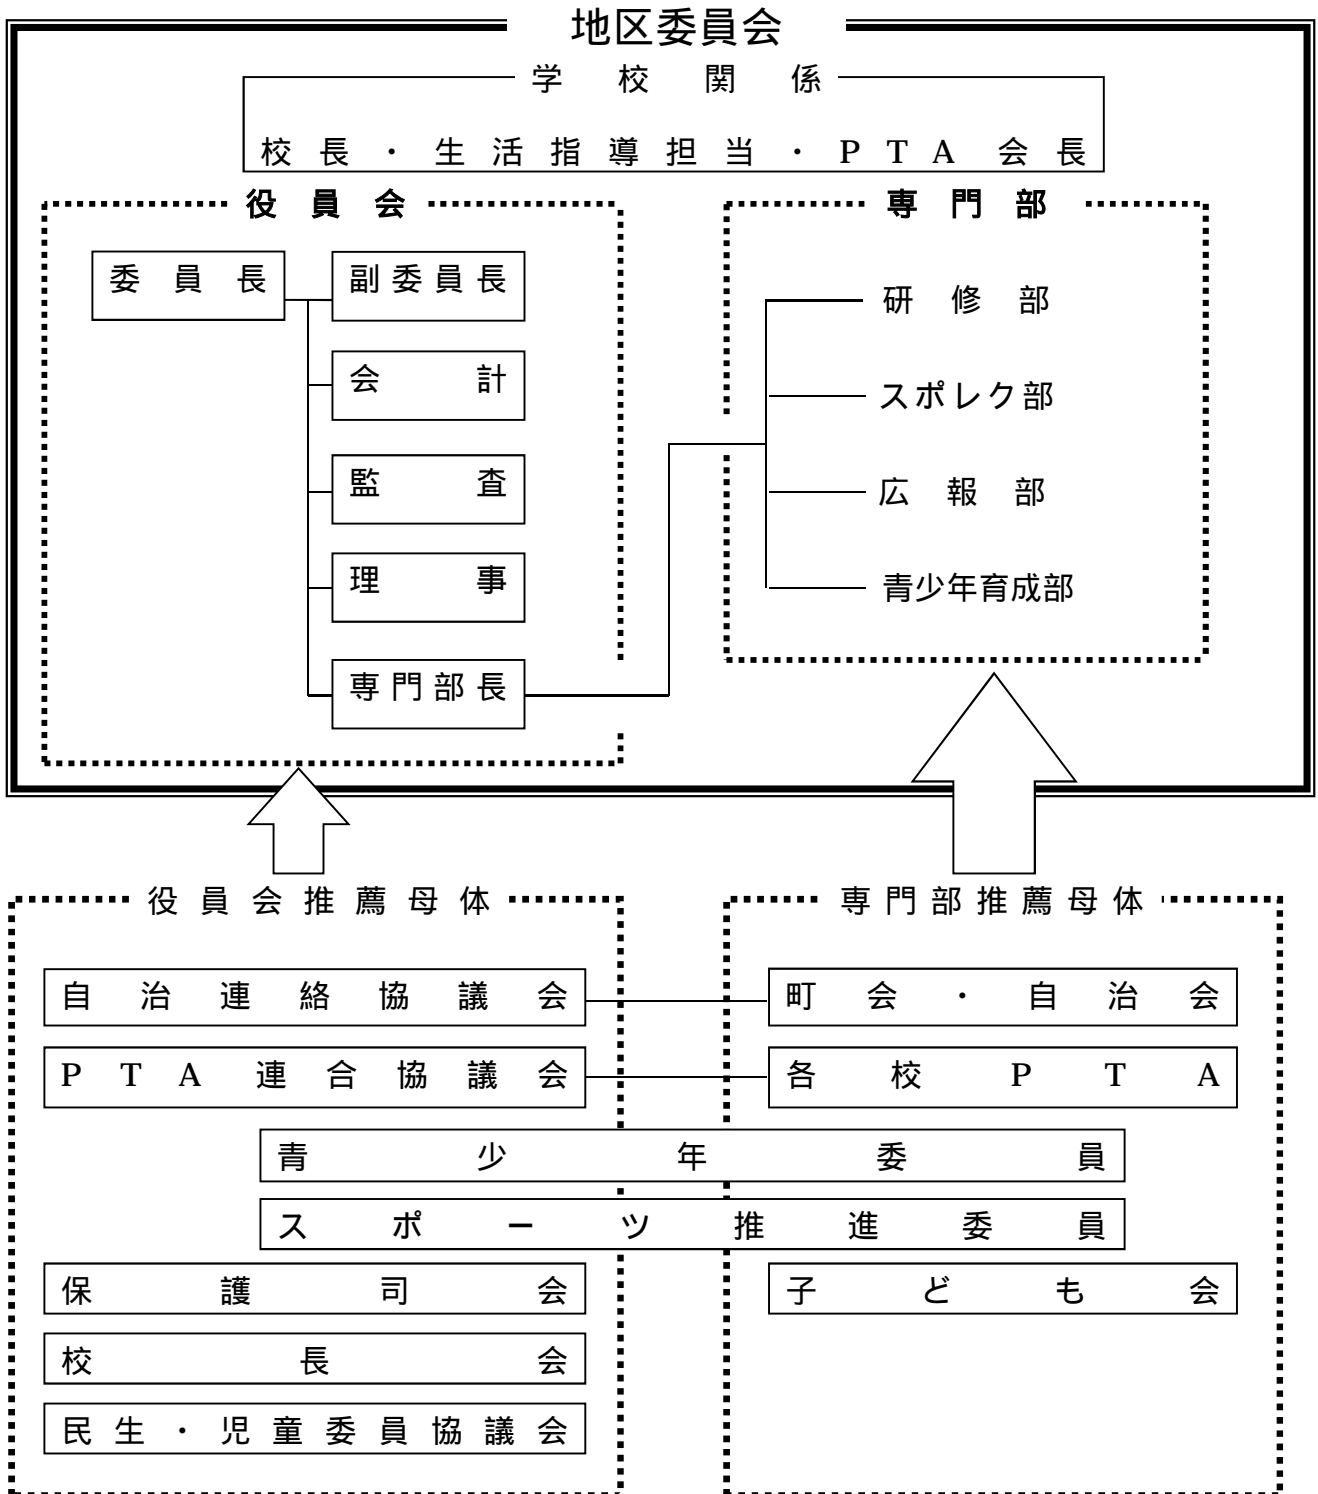 地区委員会
学校関係
校長・生活指導担当・PTA会長
役員会
委員長
副委員長
会計
監査
理事
専門部長
専門部
研修部
スポレク部
広報部
青少年育成部
役員会推薦母体
専門部推薦母体
自治連絡協議会
町会・自治会
PTA連合協議会
各校PTA
青少年委員
スポーツ推進委員
保護司会
子ども会
校長会
民生・児童委員協議会